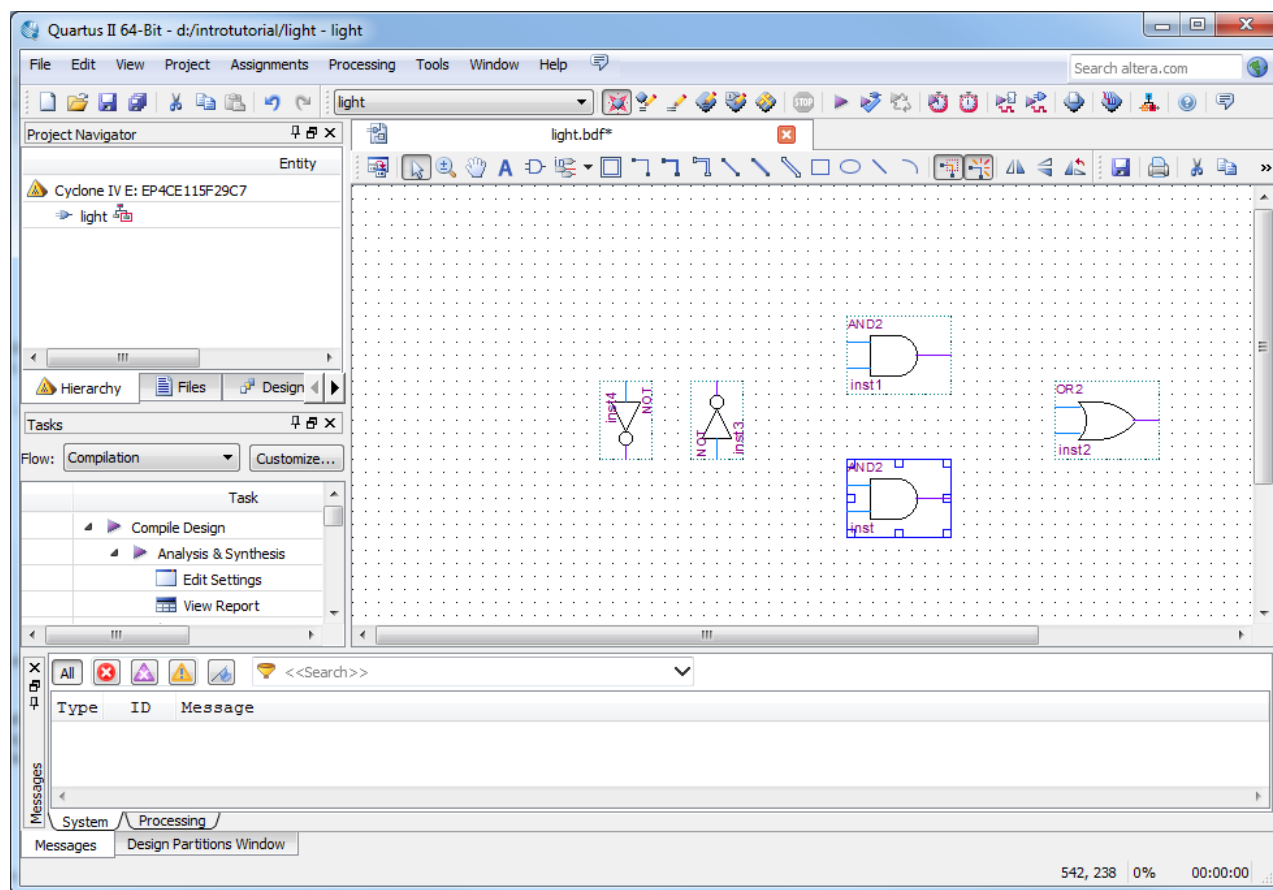 Quartus II 64-Bit - d:/introtutorial/light - light
File Edit View Project Assignments Processing Tools Window Help
Search altera.com
light
STOP
Project Navigator
light.bdf*
Entity
A
Cyclone IV E: EP4CE115F29C7
light
Hierarchy Files Design
Tasks
Flow: Compilation Customize...
Task
Compile Design
Analysis & Synthesis
Edit Settings
View Report
AND2
inst1
inst4
NOT
NOT
inst3
OR2
inst2
AND2
inst
All
<<Search>>
Type ID Message
Messages
System Processing
Messages Design Partitions Window
542, 238 0% 00:00:00